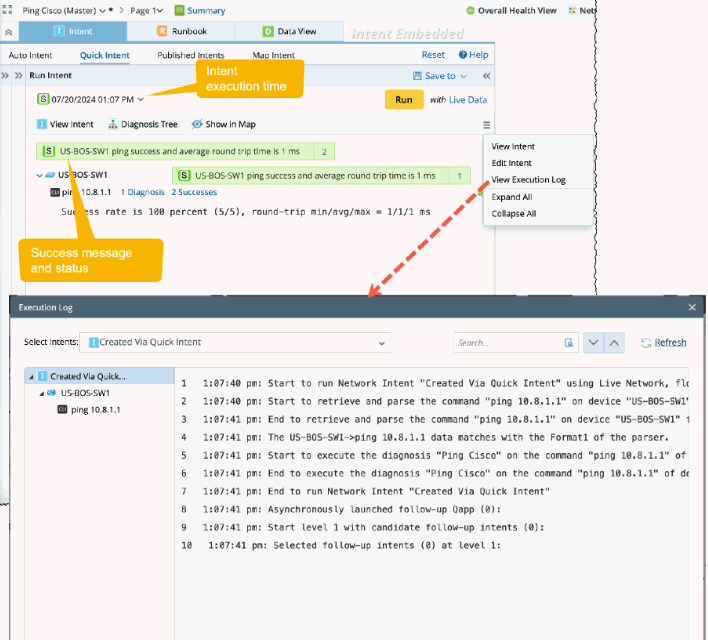 Ping Cisco (Master) * > Page 1 Summary Overall Health View Net
Intent Runbook Data View Intent Embedded
Auto Intent Quick Intent Published Intents Map Intent Reset Help
Run Intent Save to
Intent
execution time
S 07/20/2024 01:07 PM Run with Live Data
View Intent Diagnosis Tree Show in Map
S US-BOS-SW1 ping success and average round trip time is 1 ms 2
US-BOS-SW1 S US-BOS-SW1 ping success and average round trip time is 1 ms 1
ping 10.8.1.1 1 Diagnosis 2 Successes
Success rate is 100 percent (5/5), round-trip min/avg/max = 1/1/1 ms
View Intent
Edit Intent
View Execution Log
Expand All
Collapse All
Success message
and status
Execution Log
Select Intents: Created Via Quick Intent Search... Refresh
Created Via Quick...
US-BOS-SW1
ping 10.8.1.1
1 1:07:40 pm: Start to run Network Intent "Created Via Quick Intent" using Live Network, flo
2 1:07:40 pm: Start to retrieve and parse the command "ping 10.8.1.1" on device "US-BOS-SW1"
3 1:07:41 pm: End to retrieve and parse the command "ping 10.8.1.1" on device "US-BOS-SW1" f
4 1:07:41 pm: The US-BOS-SW1->ping 10.8.1.1 data matches with the Format1 of the parser.
5 1:07:41 pm: Start to execute the diagnosis "Ping Cisco" on the command "ping 10.8.1.1" of
6 1:07:41 pm: End to execute the diagnosis "Ping Cisco" on the command "ping 10.8.1.1" of de
7 1:07:41 pm: End to run Network Intent "Created Via Quick Intent"
8 1:07:41 pm: Asynchronously launched follow-up Qapp (0):
9 1:07:41 pm: Start level 1 with candidate follow-up intents (0):
10 1:07:41 pm: Selected follow-up intents (0) at level 1: